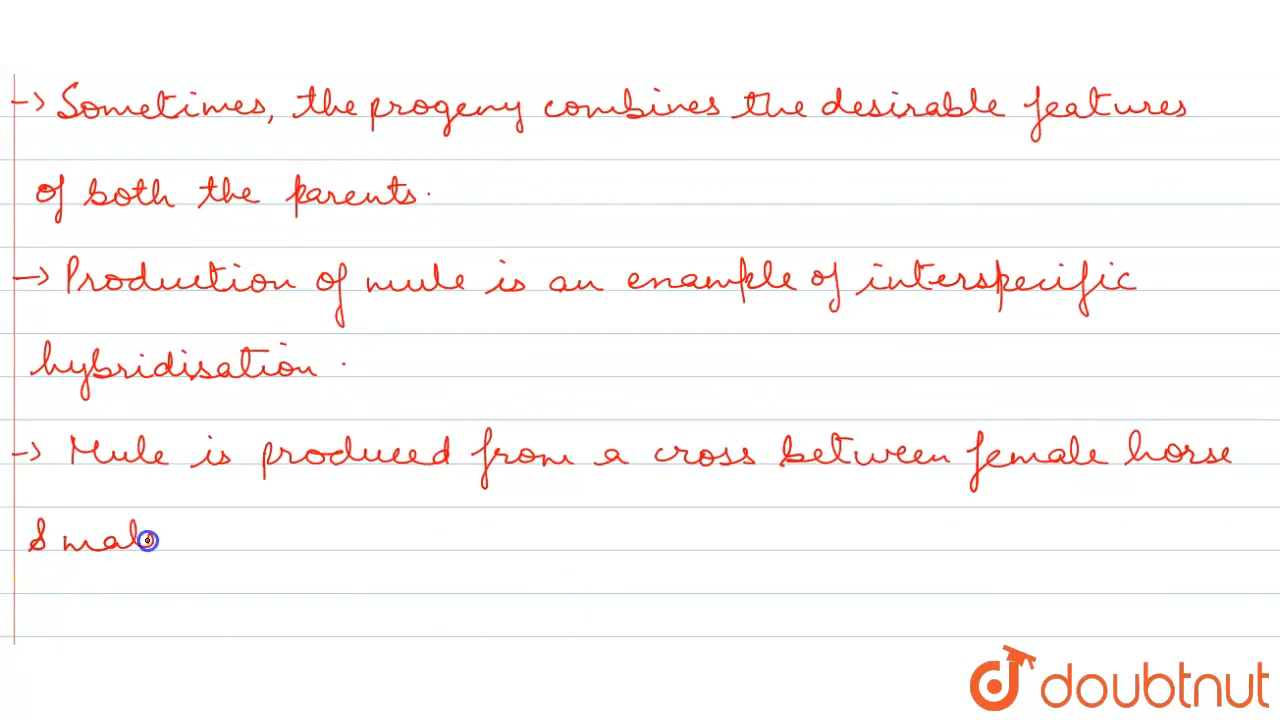 -> Sometimes, the progeny combines the desirable features
of both the parents.
-> Production of mule is an example of interspecific
hybridisation.
-> Mule is produced from a cross between female horse
& male
doubtnut